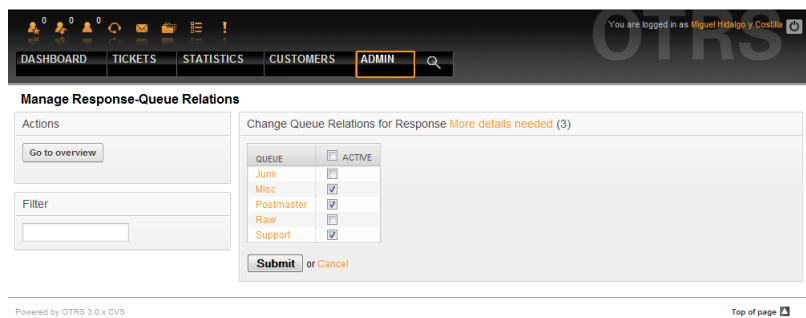 0 0 0
You are logged in as Miguel Hidalgo y Costilla
OTRS
DASHBOARD TICKETS STATISTICS CUSTOMERS ADMIN
Manage Response-Queue Relations
Actions
Go to overview
Filter
Change Queue Relations for Response More details needed (3)
QUEUE ACTIVE
Junk
Misc
Postmaster
Raw
Support
Submit or Cancel
Powered by OTRS 3.0.x CVS
Top of page